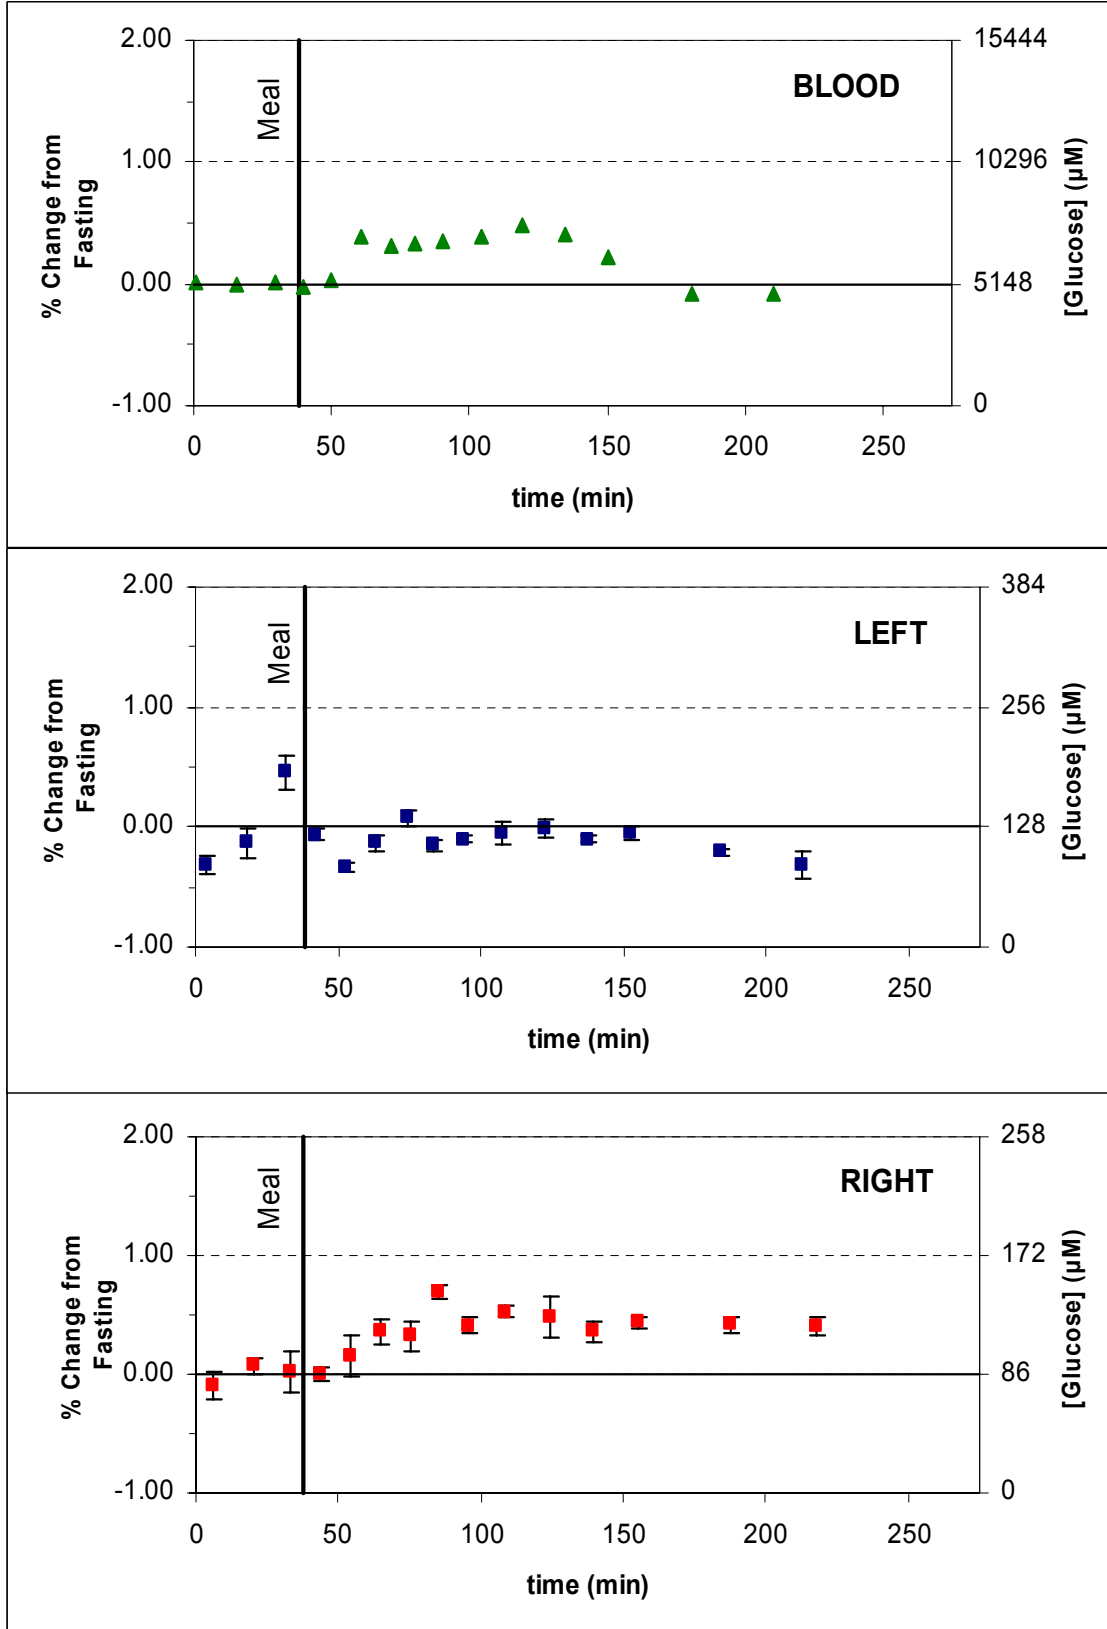 2.00
1.00
0.00
-1.00
% Change from
Fasting
Meal
BLOOD
15444
10296
5148
0
[Glucose] (µM)
0 50 100 150 200 250
time (min)
2.00
1.00
0.00
-1.00
% Change from
Fasting
Meal
LEFT
384
256
128
0
[Glucose] (µM)
0 50 100 150 200 250
time (min)
2.00
1.00
0.00
-1.00
% Change from
Fasting
Meal
RIGHT
258
172
86
0
[Glucose] (µM)
0 50 100 150 200 250
time (min)